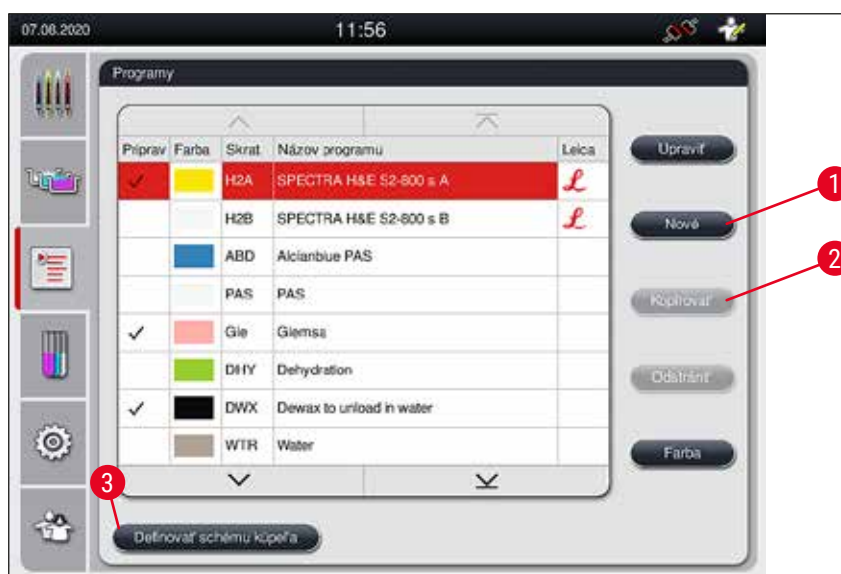 07.08.2020 11:56
Programy
Priprav Farba Skrat Názov programu Leica
H2A SPECTRA H&E S2-800 s A
H2B SPECTRA H&E S2-800 s B
ABD Alcianblue PAS
PAS PAS
Gie Giemsa
DHY Dehydration
DWX Dewax to unload in water
WTR Water
Upraviť
Nové
1
Kopírovať
2
Odstrániť
Farba
3
Definovať schému kúpeľa